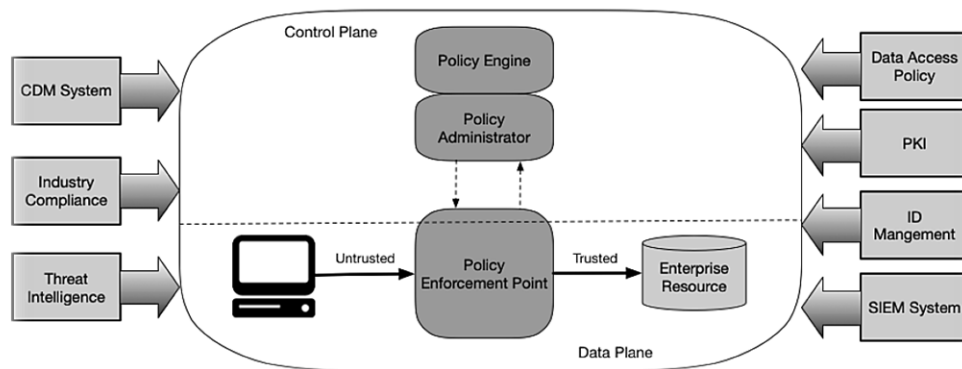 Control Plane
Policy Engine
Policy
Administrator
CDM System
Industry
Compliance
Threat
Intelligence
Untrusted
Policy
Enforcement Point
Trusted
Enterprise
Resource
Data Plane
Data Access
Policy
PKI
ID
Mangement
SIEM System